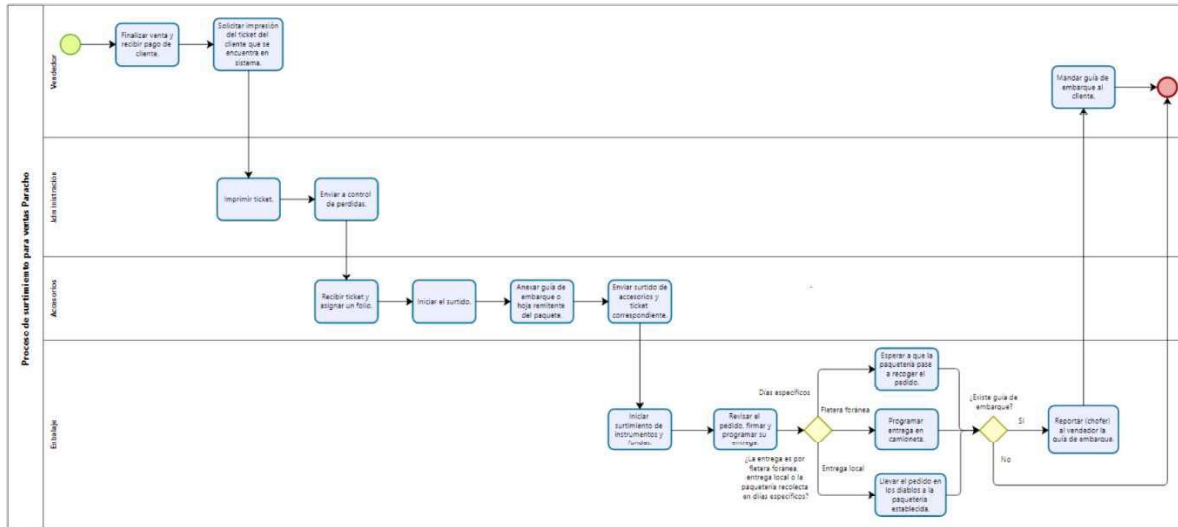 Proceso de surtimiento para ventas Paracho
Vendedor
Finalizar venta y
recibir pago de
cliente.
Solicitar impresión
del ticket del
cliente que se
encuentra en
sistema.
Mandar guía de
embarque al
cliente.
Administración
Imprimir ticket.
Enviar a control
de perdidas.
Accesorios
Recibir ticket y
asignar un folio.
Iniciar el surtido.
Anexar guía de
embarque o
hoja remitente
del paquete.
Enviar surtido de
accesorios y
ticket
correspondiente.
Embalaje
Iniciar
surtimiento de
instrumentos y
fundas.
Revisar el
pedido, firmar y
programar su
entrega.
¿La entrega es por
fletera foránea,
entrega local o la
paquetería recolecta
en días específicos?
Días específicos
Esperar a que la
paquetería pase
a recoger el
pedido.
Fletera foránea
Programar
entrega en
camioneta.
Entrega local
Llevar el pedido en
los diablos a la
paquetería
establecida.
¿Existe guía de
embarque?
Si
No
Reportar (chofer)
al vendedor la
guía de embarque.